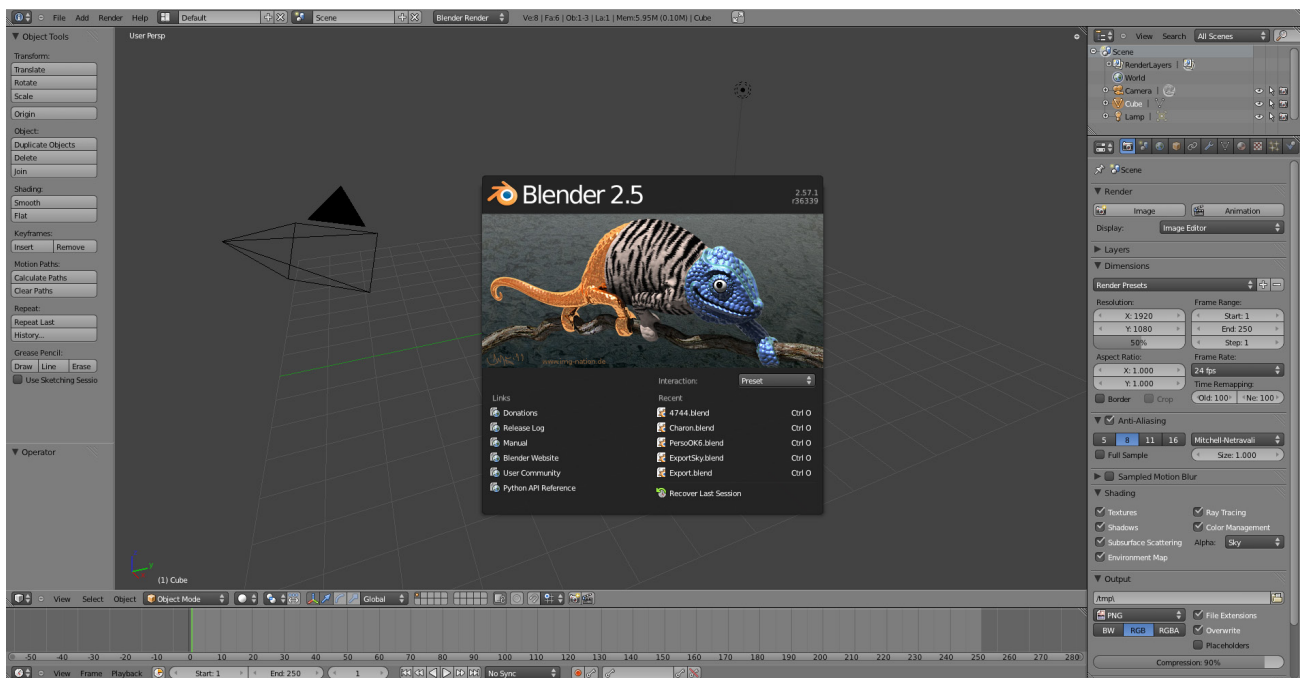 File Add Render Help Default Scene Blender Render Ve:8 | Fa:6 | Ob:1-3 | La:1 | Mem:5.95M (0.10M) | Cube
Object Tools
Transform:
Translate
Rotate
Scale
Origin
Object:
Duplicate Objects
Delete
Join
Shading:
Smooth
Flat
Keyframes:
Insert Remove
Motion Paths:
Calculate Paths
Clear Paths
Repeat:
Repeat Last
History...
Grease Pencil:
Draw Line Erase
Use Sketching Sessio
Operator
User Persp
Blender 2.5
2.57.1
r36339
www.img-nation.de
Interaction: Preset
Links
Donations
Release Log
Manual
Blender Website
User Community
Python API Reference
Recent
4744.blend Ctrl O
Charon.blend Ctrl O
PersoOK6.blend Ctrl O
ExportSky.blend Ctrl O
Export.blend Ctrl O
Recover Last Session
y
(1) Cube
View Select Object Object Mode Global
-50 -40 -30 -20 -10 0 10 20 30 40 50 60 70 80 90 100 110 120 130 140 150 160 170 180 190 200 210 220 230 240 250 260 270 280
View Frame Playback Start: 1 End: 250 1 No Sync
View Search All Scenes
Scene
RenderLayers |
World
Camera |
Cube |
Lamp |
Scene
Render
Image Animation
Display: Image Editor
Layers
Dimensions
Render Presets
Resolution: Frame Range:
X: 1920 Start: 1
Y: 1080 End: 250
50% Step: 1
Aspect Ratio: Frame Rate:
X: 1.000 24 fps
Y: 1.000 Time Remapping:
Border Crop Old: 100 Ne: 100
Anti-Aliasing
5 8 11 16 Mitchell-Netravali
Full Sample Size: 1.000
Sampled Motion Blur
Shading
Textures Ray Tracing
Shadows Color Management
Subsurface Scattering Alpha: Sky
Environment Map
Output
/tmp\
PNG File Extensions
BW RGB RGBA Overwrite
Placeholders
Compression: 90%